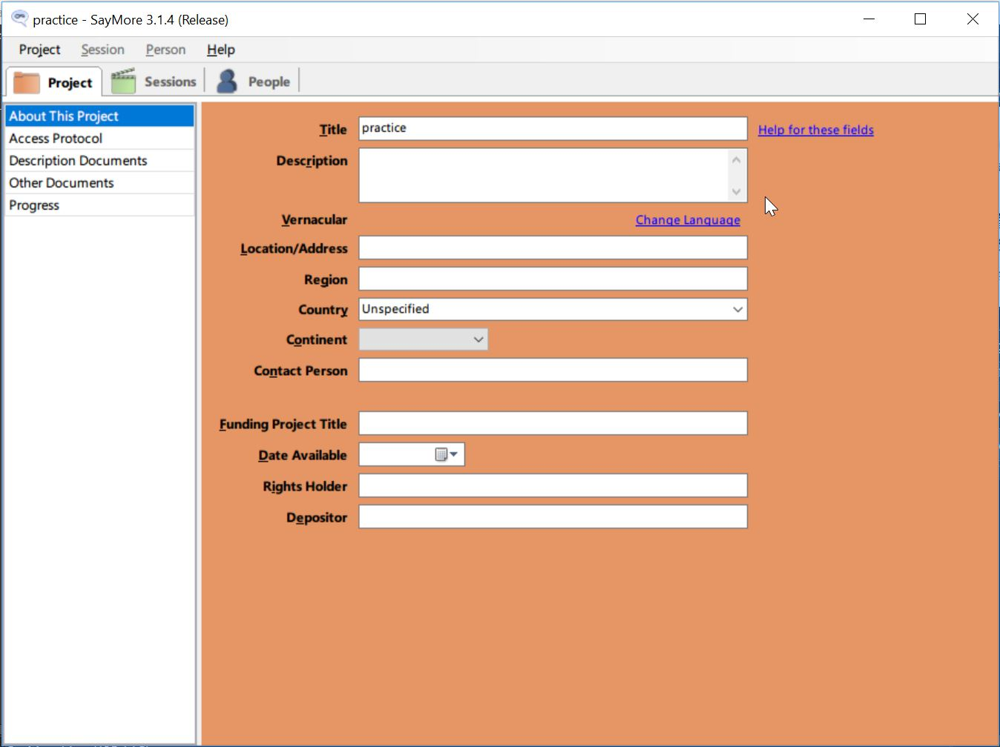 practice - SayMore 3.1.4 (Release)
Project Session Person Help
Project Sessions People
About This Project
Access Protocol
Description Documents
Other Documents
Progress
Title practice Help for these fields
Description
Vernacular Change Language
Location/Address
Region
Country Unspecified
Continent
Contact Person
Funding Project Title
Date Available
Rights Holder
Depositor